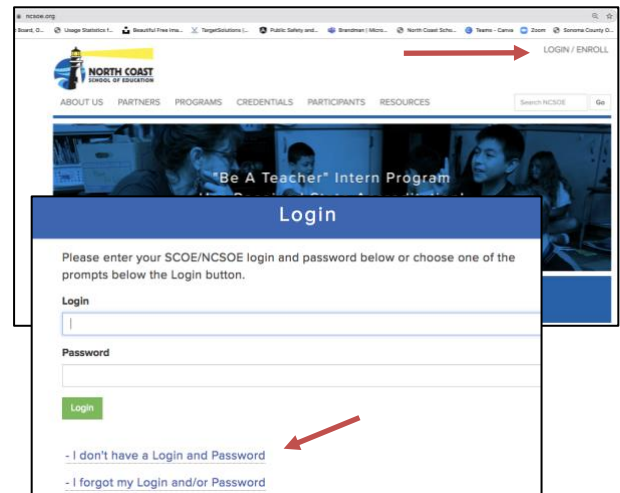 ncsoe.org
Board, O... Usage Statistics f... Beautiful Free Ima... TargetSolutions |... Public Safety and... Brandman | Micro... North Coast Scho... Teams - Canva Zoom Sonoma County O...
LOGIN / ENROLL
NORTH COAST
SCHOOL OF EDUCATION
ABOUT US PARTNERS PROGRAMS CREDENTIALS PARTICIPANTS RESOURCES
Search NCSOE Go
"Be A Teacher" Intern Program
Login
Please enter your SCOE/NCSOE login and password below or choose one of the
prompts below the Login button.
Login
Password
Login
- I don't have a Login and Password
- I forgot my Login and/or Password